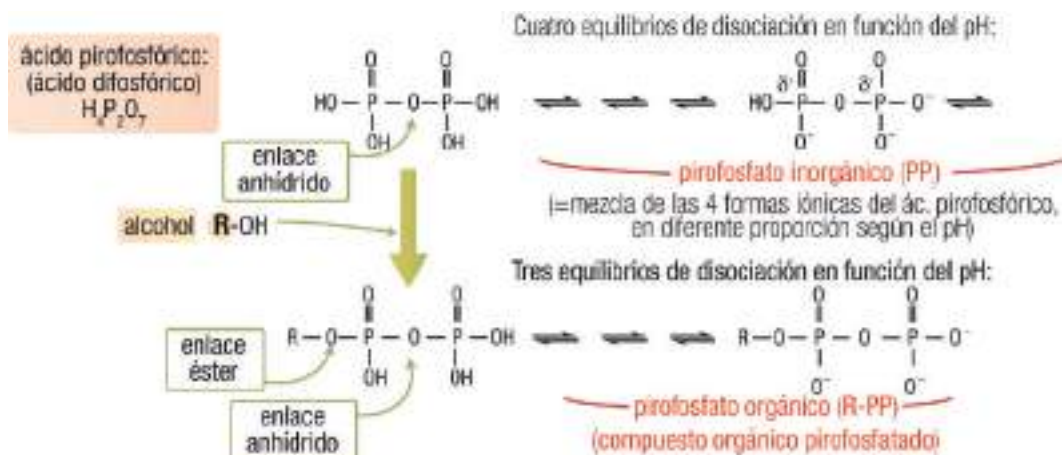 Cuatro equilibrios de disociación en función del pH:
ácido pirofosfórico:
(ácido difosfórico)
H₄P₂O₇
O O
HO—P—O—P—OH
OH OH
O O
δ⁺ δ⁺
HO—P—O—P—O⁻
O⁻ O⁻
enlace
anhídrido
pirofosfato inorgánico (PP)
(=mezcla de las 4 formas iónicas del ác. pirofosfórico,
en diferente proporción según el pH)
alcohol R-OH
Tres equilibrios de disociación en función del pH:
O O
R—O—P—O—P—OH
OH OH
O O
R—O—P—O—P—O⁻
O⁻ O⁻
enlace
éster
enlace
anhídrido
pirofosfato orgánico (R-PP)
(compuesto orgánico pirofosfatado)